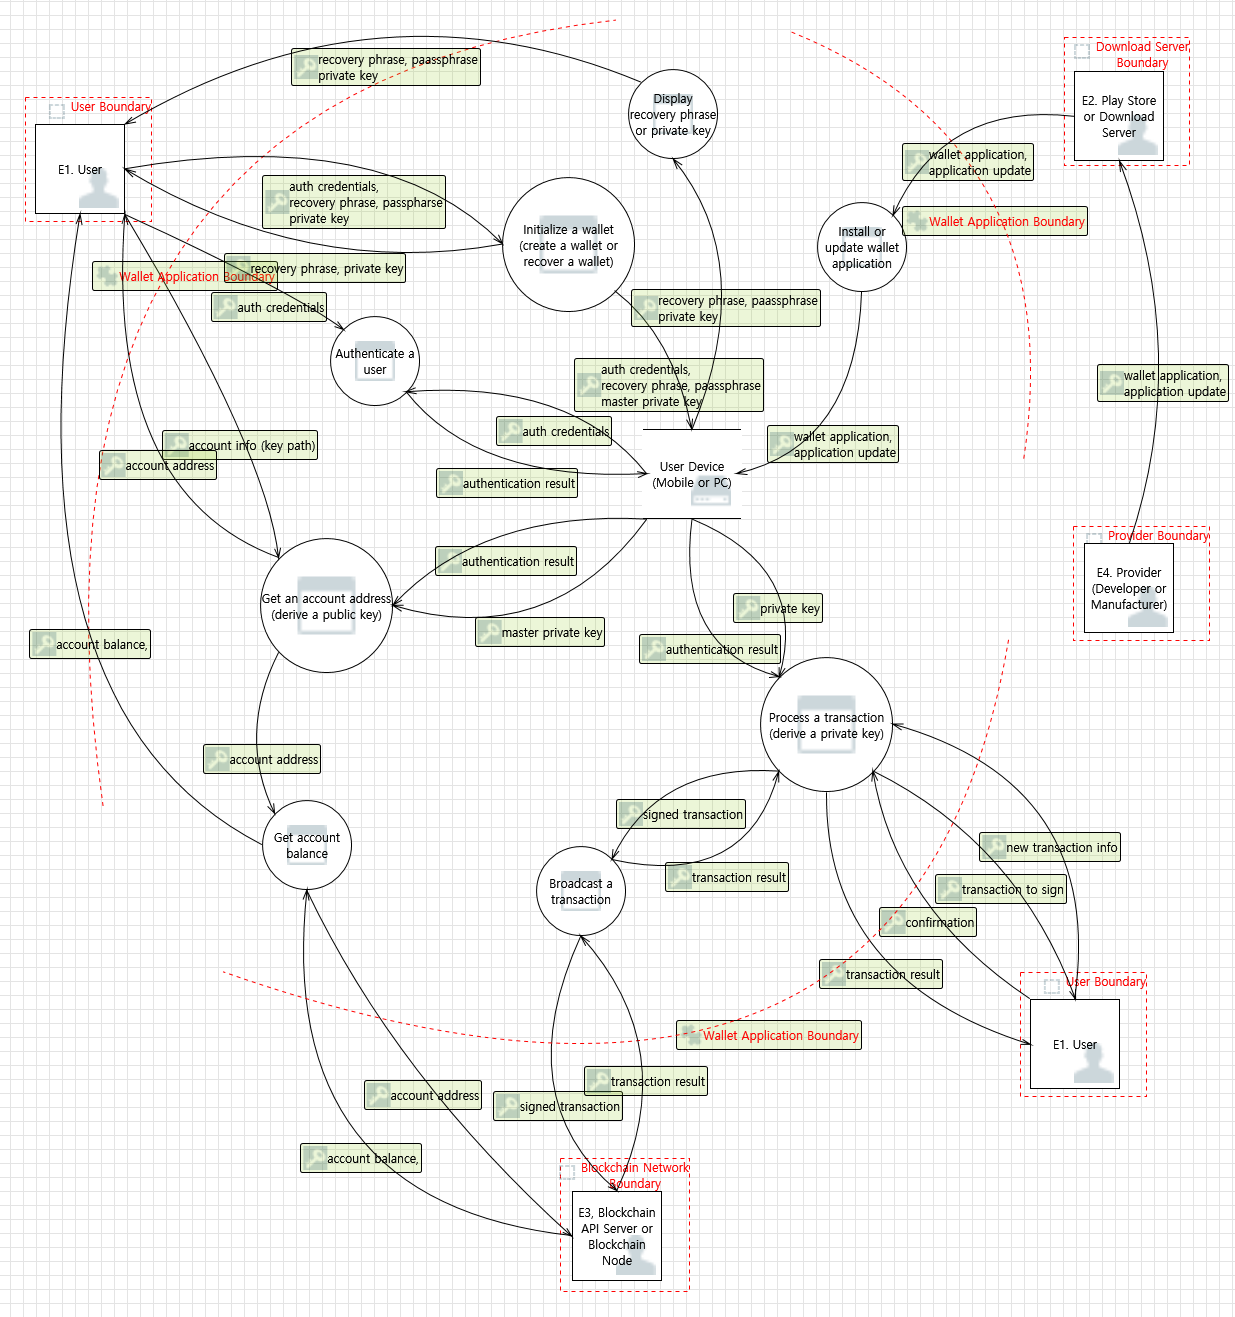 recovery phrase, paassphrase
private key
Download Server
Boundary
User Boundary
Display
recovery phrase
or private key
E2. Play Store
or Download
Server
E1. User
wallet application,
application update
auth credentials,
recovery phrase, passpharse
private key
Initialize a wallet
(create a wallet or
recover a wallet)
Install or
update wallet
application
Wallet Application Boundary
Wallet Application Boundary
recovery phrase, private key
auth credentials
recovery phrase, paassphrase
private key
Authenticate a
user
auth credentials,
recovery phrase, paassphrase
master private key
wallet application,
application update
auth credentials
account info (key path)
account address
wallet application,
application update
User Device
(Mobile or PC)
authentication result
Provider Boundary
authentication result
E4. Provider
(Developer or
Manufacturer)
Get an account address
(derive a public key)
private key
master private key
account balance,
authentication result
Process a transaction
(derive a private key)
account address
signed transaction
Get account
balance
new transaction info
transaction result
transaction to sign
Broadcast a
transaction
confirmation
transaction result
User Boundary
Wallet Application Boundary
E1. User
transaction result
account address
signed transaction
account balance,
Blockchain Network
Boundary
E3, Blockchain
API Server or
Blockchain
Node